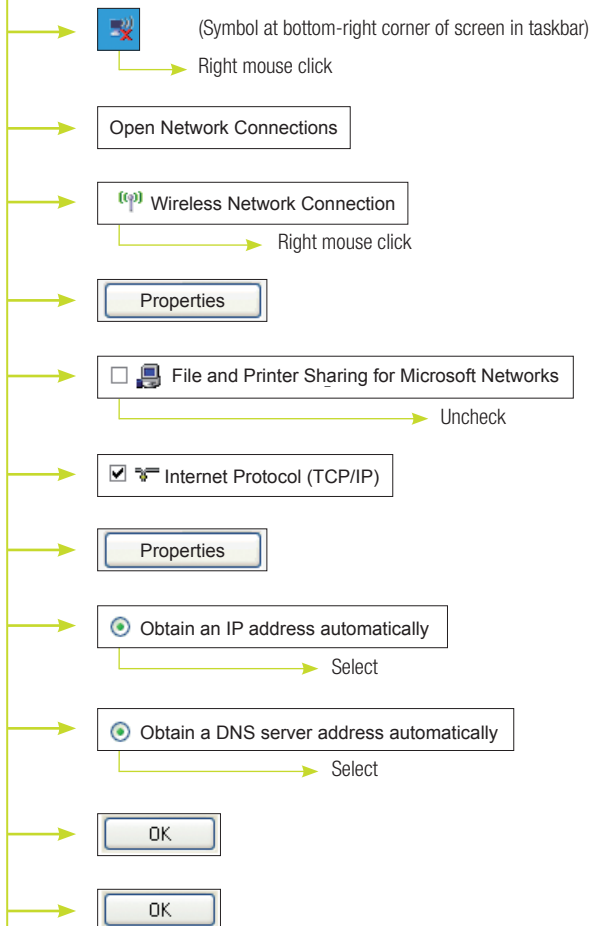 (Symbol at bottom-right corner of screen in taskbar)
Right mouse click
Open Network Connections
Wireless Network Connection
Right mouse click
Properties
File and Printer Sharing for Microsoft Networks
Uncheck
Internet Protocol (TCP/IP)
Properties
Obtain an IP address automatically
Select
Obtain a DNS server address automatically
Select
OK
OK